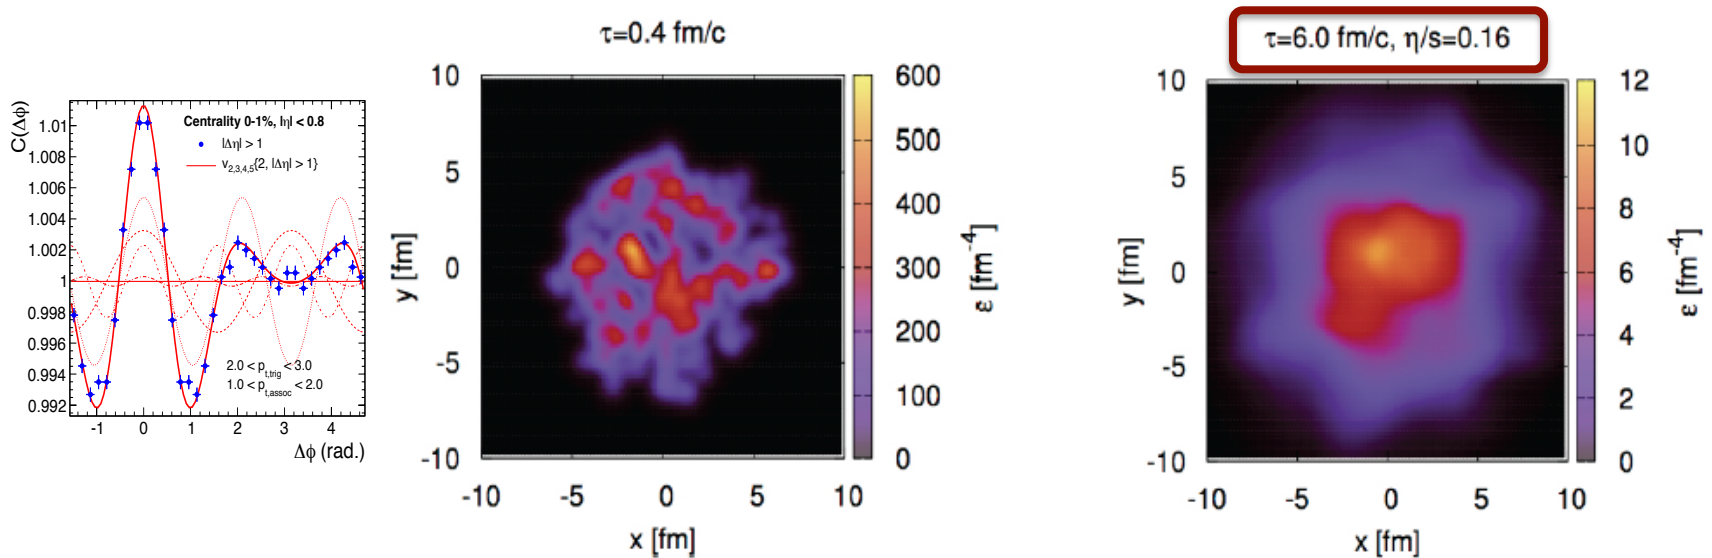 C(Δϕ)
1.01
1.008
1.006
1.004
1.002
1
0.998
0.996
0.994
0.992
Centrality 0-1%, |η| < 0.8
|Δη| > 1
v2,3,4,5{2, |Δη| > 1}
2.0 < pt,trig < 3.0
1.0 < pt,assoc < 2.0
-1 0 1 2 3 4
Δϕ (rad.)
τ=0.4 fm/c
y [fm]
10
5
0
-5
-10
-10 -5 0 5 10
x [fm]
600
500
400
300
200
100
0
ε [fm-4]
τ=6.0 fm/c, η/s=0.16
y [fm]
10
5
0
-5
-10
-10 -5 0 5 10
x [fm]
12
10
8
6
4
2
0
ε [fm-4]